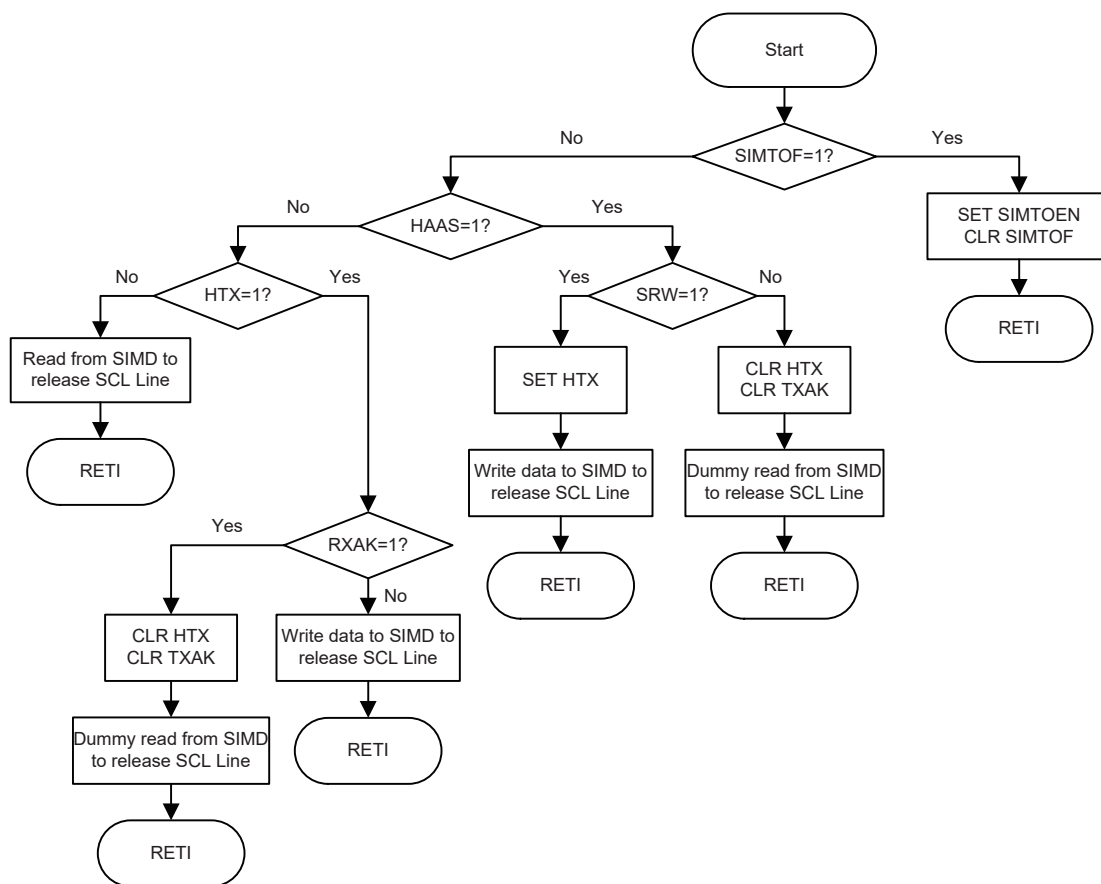 Start
SIMTOF=1?
No
Yes
HAAS=1?
No
Yes
SET SIMTOEN
CLR SIMTOF
RETI
HTX=1?
No
Yes
SRW=1?
Yes
No
Read from SIMD to
release SCL Line
RETI
SET HTX
CLR HTX
CLR TXAK
Write data to SIMD to
release SCL Line
Dummy read from SIMD
to release SCL Line
RETI
RETI
RXAK=1?
Yes
No
CLR HTX
CLR TXAK
Write data to SIMD to
release SCL Line
Dummy read from SIMD
to release SCL Line
RETI
RETI